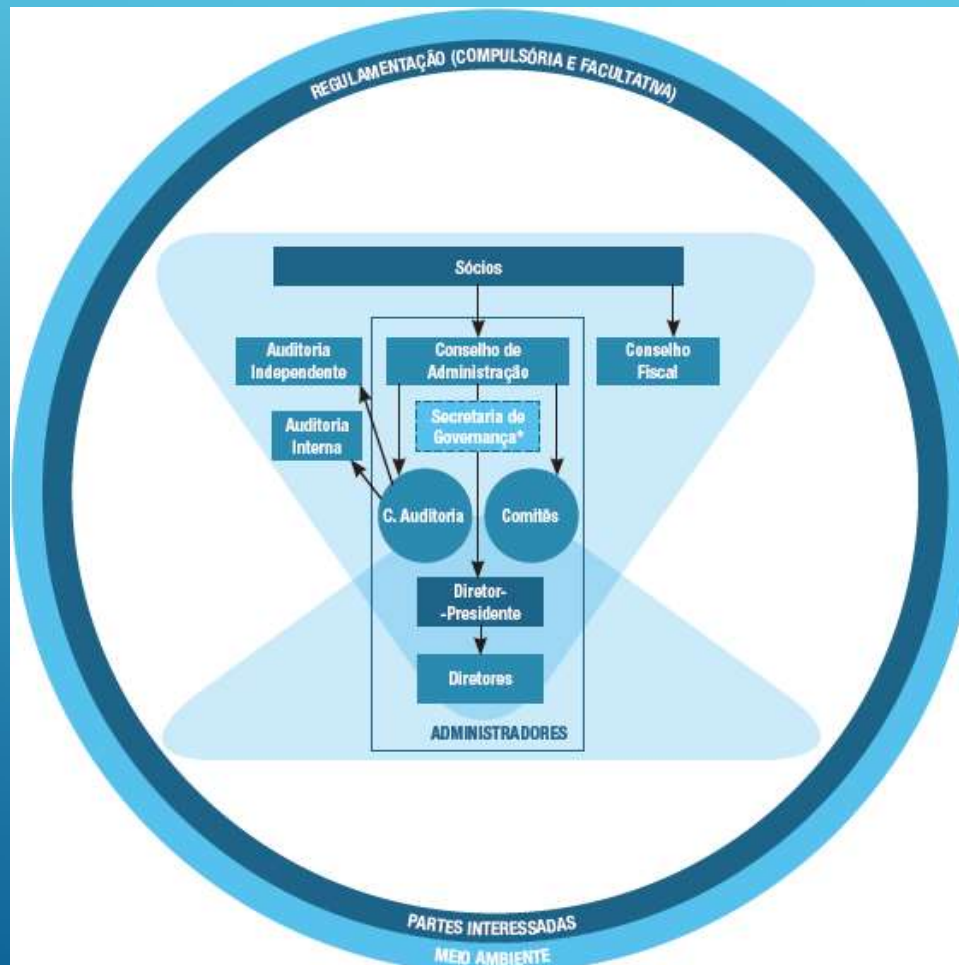 REGULAMENTAÇÃO (COMPULSÓRIA E FACULTATIVA)
Sócios
Auditoria
Independente
Conselho de
Administração
Conselho
Fiscal
Auditoria
Interna
Secretaria de
Governança*
C. Auditoria
Comitês
Diretor-
-Presidente
Diretores
ADMINISTRADORES
PARTES INTERESSADAS
MEIO AMBIENTE